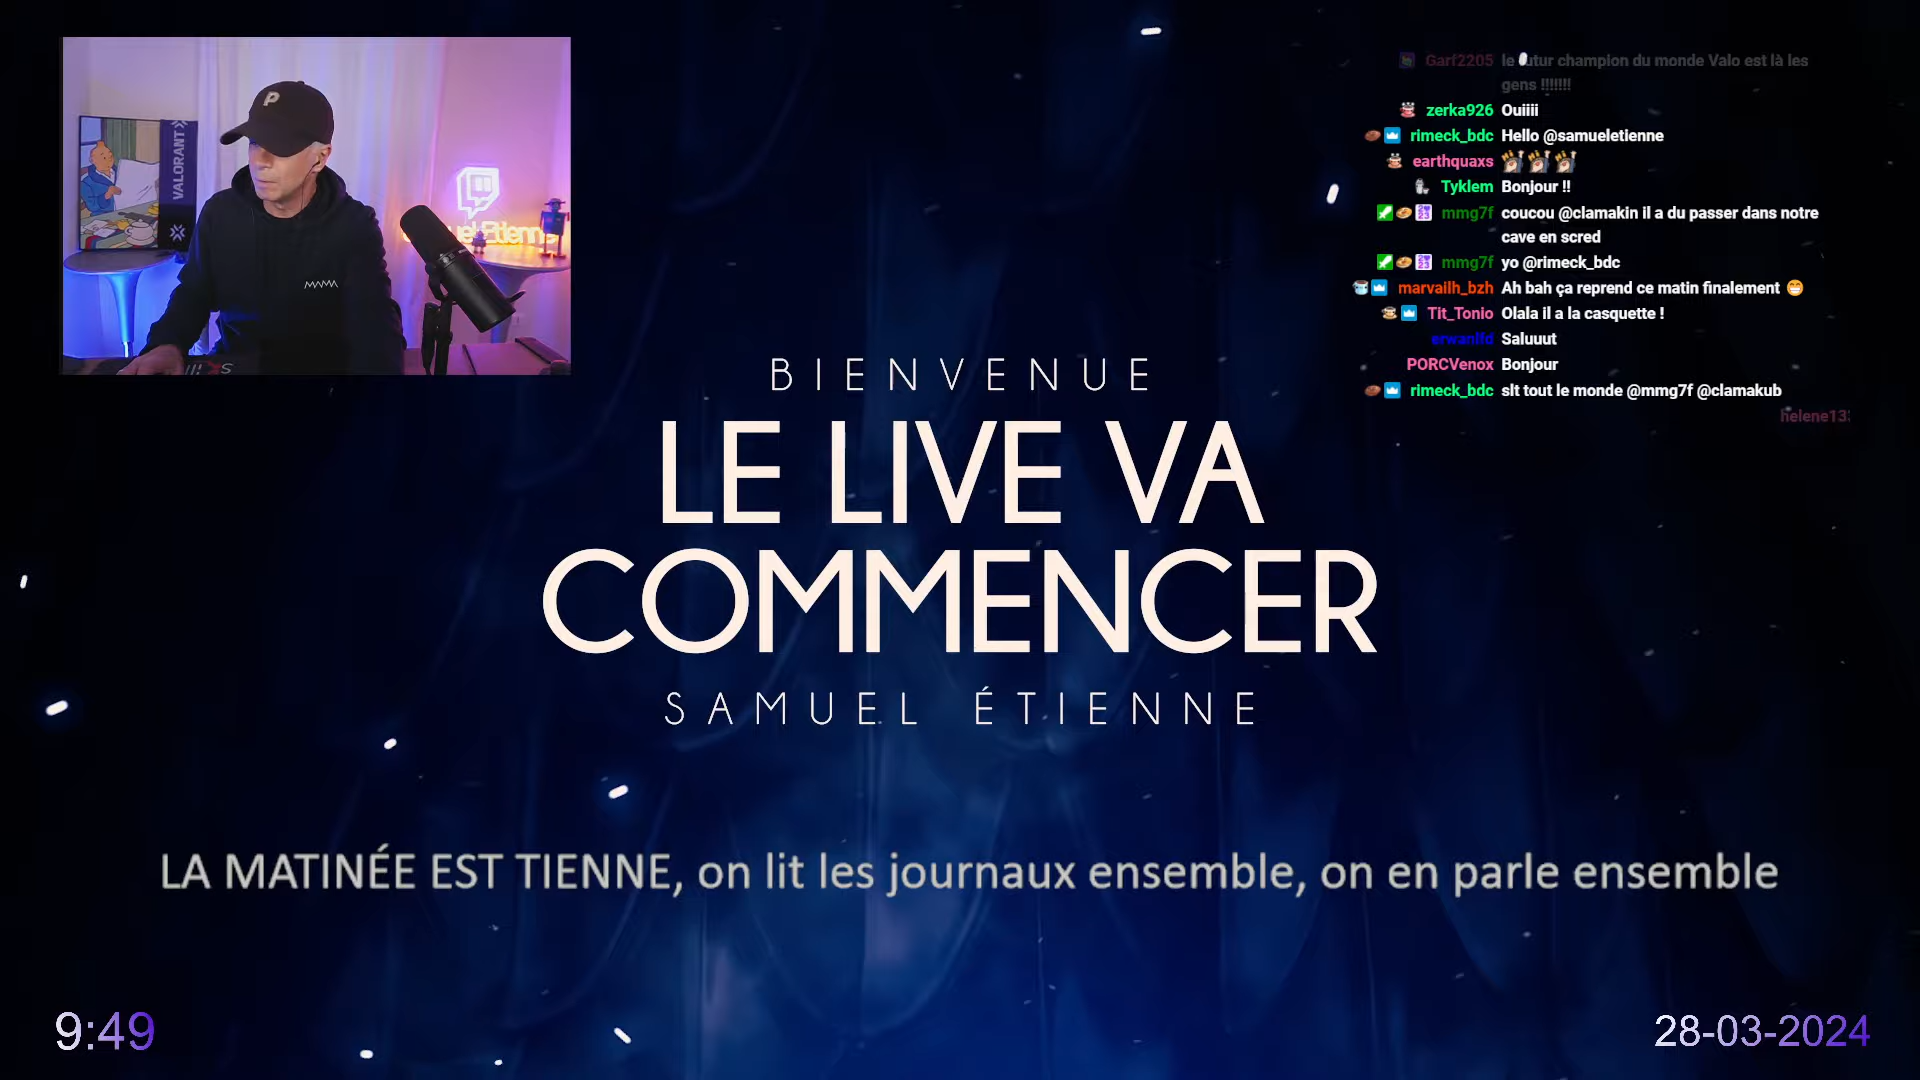 P
VALORANT
Garf2205 le futur champion du monde Valo est là les
gens !!!!!!!
zerka926 Ouiiii
rimeck_bdc Hello @samueletienne
earthquaxs
Tyklem Bonjour !!
mmg7f coucou @clamakin il a du passer dans notre
cave en scred
mmg7f yo @rimeck_bdc
marvailh_bzh Ah bah ça reprend ce matin finalement
Tit_Tonio Olala il a la casquette !
erwanlfd Saluuut
PORCVenox Bonjour
rimeck_bdc slt tout le monde @mmg7f @clamakub
BIENVENUE
LE LIVE VA
COMMENCER
SAMUEL ÉTIENNE
LA MATINÉE EST TIENNE, on lit les journaux ensemble, on en parle ensemble
9:49
28-03-2024